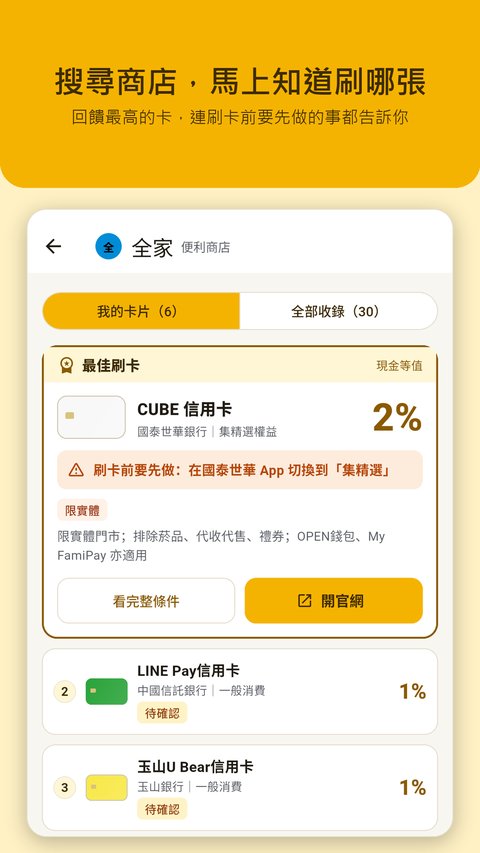 搜尋商店，馬上知道刷哪張
回饋最高的卡，連刷卡前要先做的事都告訴你
全 全家 便利商店
我的卡片（6） 全部收錄（30）
最佳刷卡 現金等值
CUBE 信用卡
國泰世華銀行｜集精選權益
2%
刷卡前要先做：在國泰世華 App 切換到「集精選」
限實體
限實體門市；排除菸品、代收代售、禮券；OPEN錢包、My
FamiPay 亦適用
看完整條件 開官網
2
LINE Pay信用卡
中國信託銀行｜一般消費
待確認
1%
3
玉山U Bear信用卡
玉山銀行｜一般消費
待確認
1%